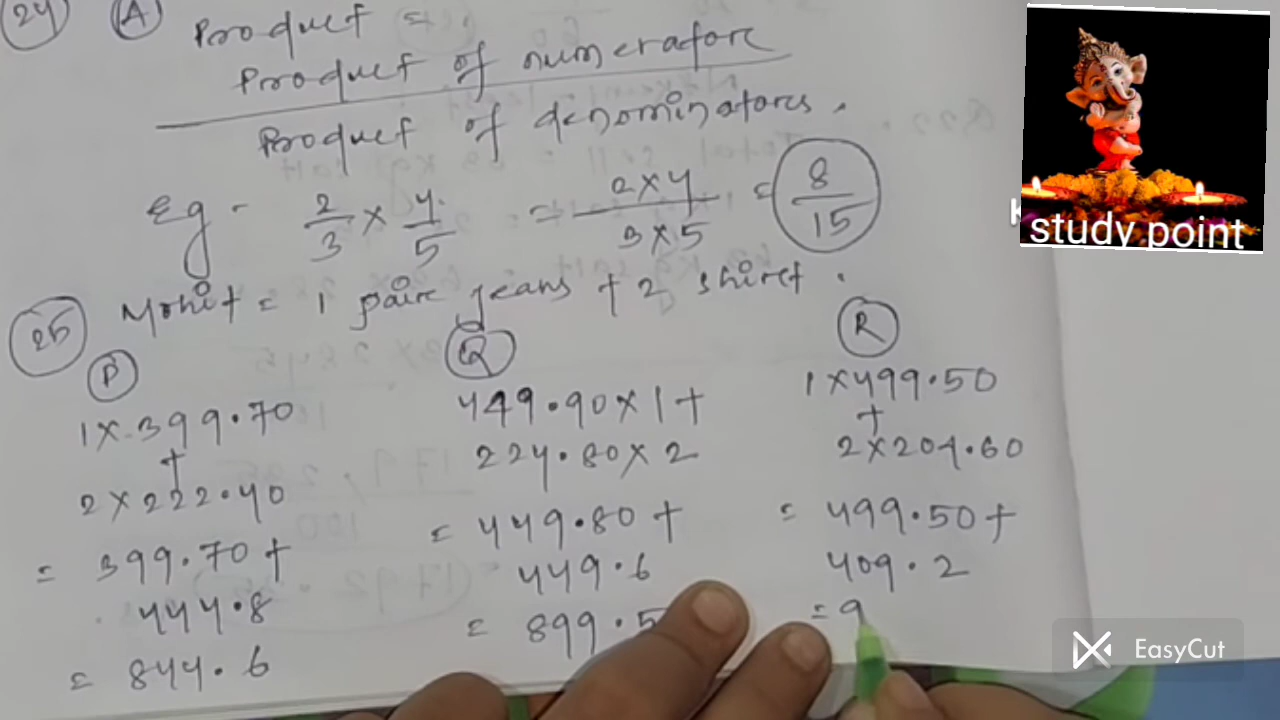 24 A Product =
Product of numerators
Product of denominators.
Eg - 2/3 × 4/5 = 2×4/3×5 = 8/15
25 Mohit = 1 pair jeans + 2 shirt.
P
1×399.70
+
2×222.40
= 399.70+
444.8
= 844.6
Q
449.90×1+
224.80×2
= 449.80+
449.6
= 899.5
R
1×499.50
+
2×204.60
= 499.50+
409.2
= 9
study point
EasyCut